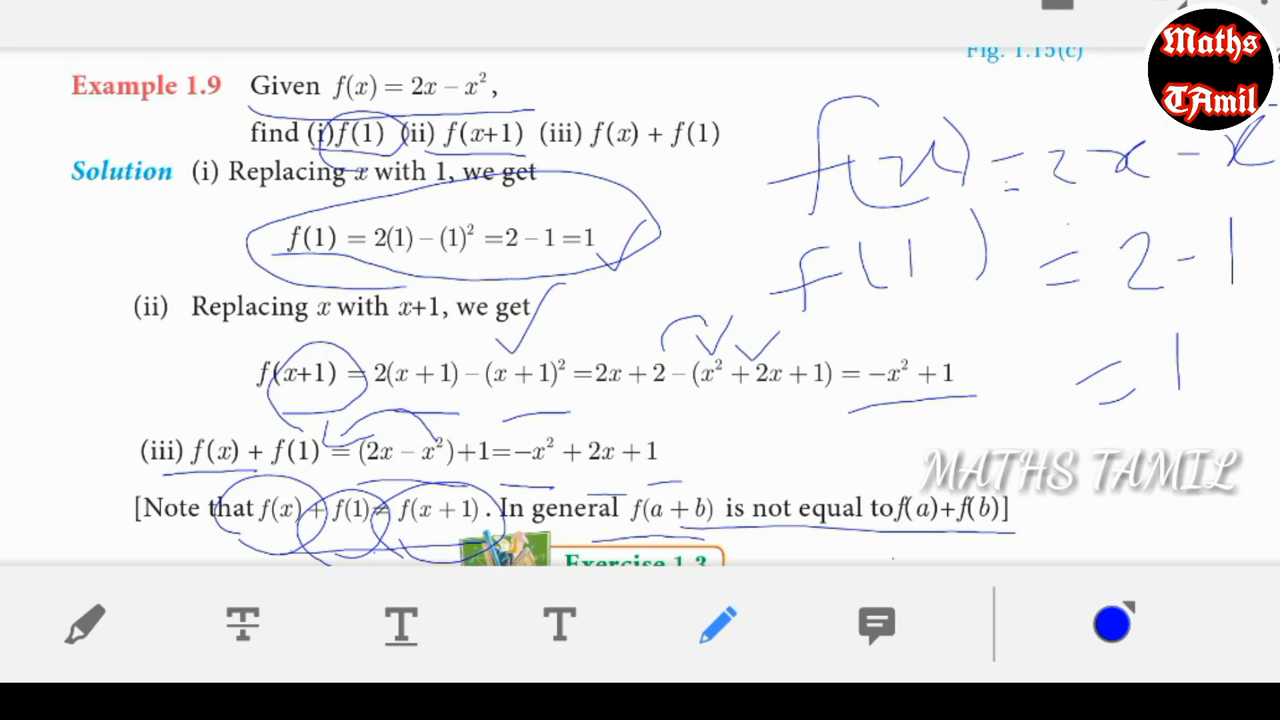 Maths
TAmil
Fig. 1.15(c)
Example 1.9 Given f(x) = 2x – x²,
find (i) f(1) (ii) f(x+1) (iii) f(x) + f(1)
Solution (i) Replacing x with 1, we get
f(1) = 2(1) – (1)² =2 – 1 =1
(ii) Replacing x with x+1, we get
f(x+1) = 2(x + 1) – (x + 1)² =2x + 2 – (x² + 2x + 1) = –x² + 1
(iii) f(x) + f(1) = (2x – x²)+1=–x² + 2x + 1
[Note that f(x) + f(1) ≠ f(x + 1) . In general f(a + b) is not equal to f(a)+f(b)]
Exercise 1.3
f(x) = 2x - x
f(1) = 2 - 1
= 1
MATHS TAMIL
T T T